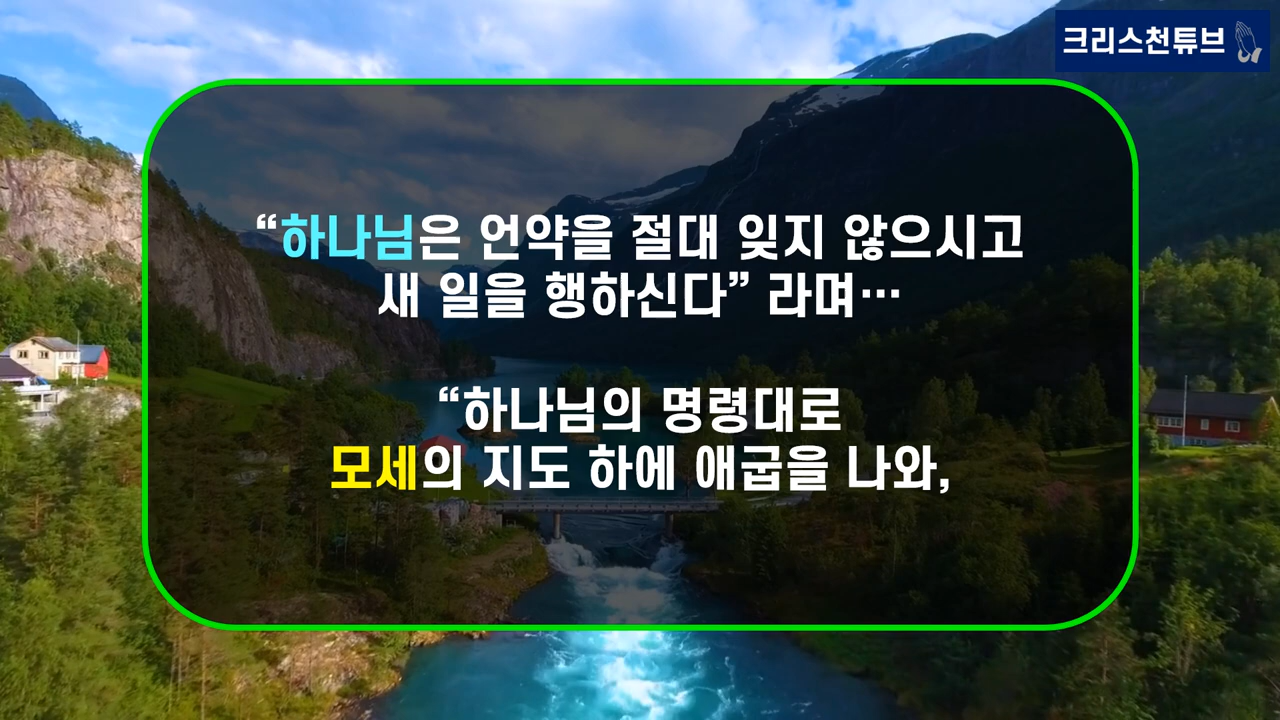 크리스천튜브
“하나님은 언약을 절대 잊지 않으시고
새 일을 행하신다” 라며…
“하나님의 명령대로
모세의 지도 하에 애굽을 나와,